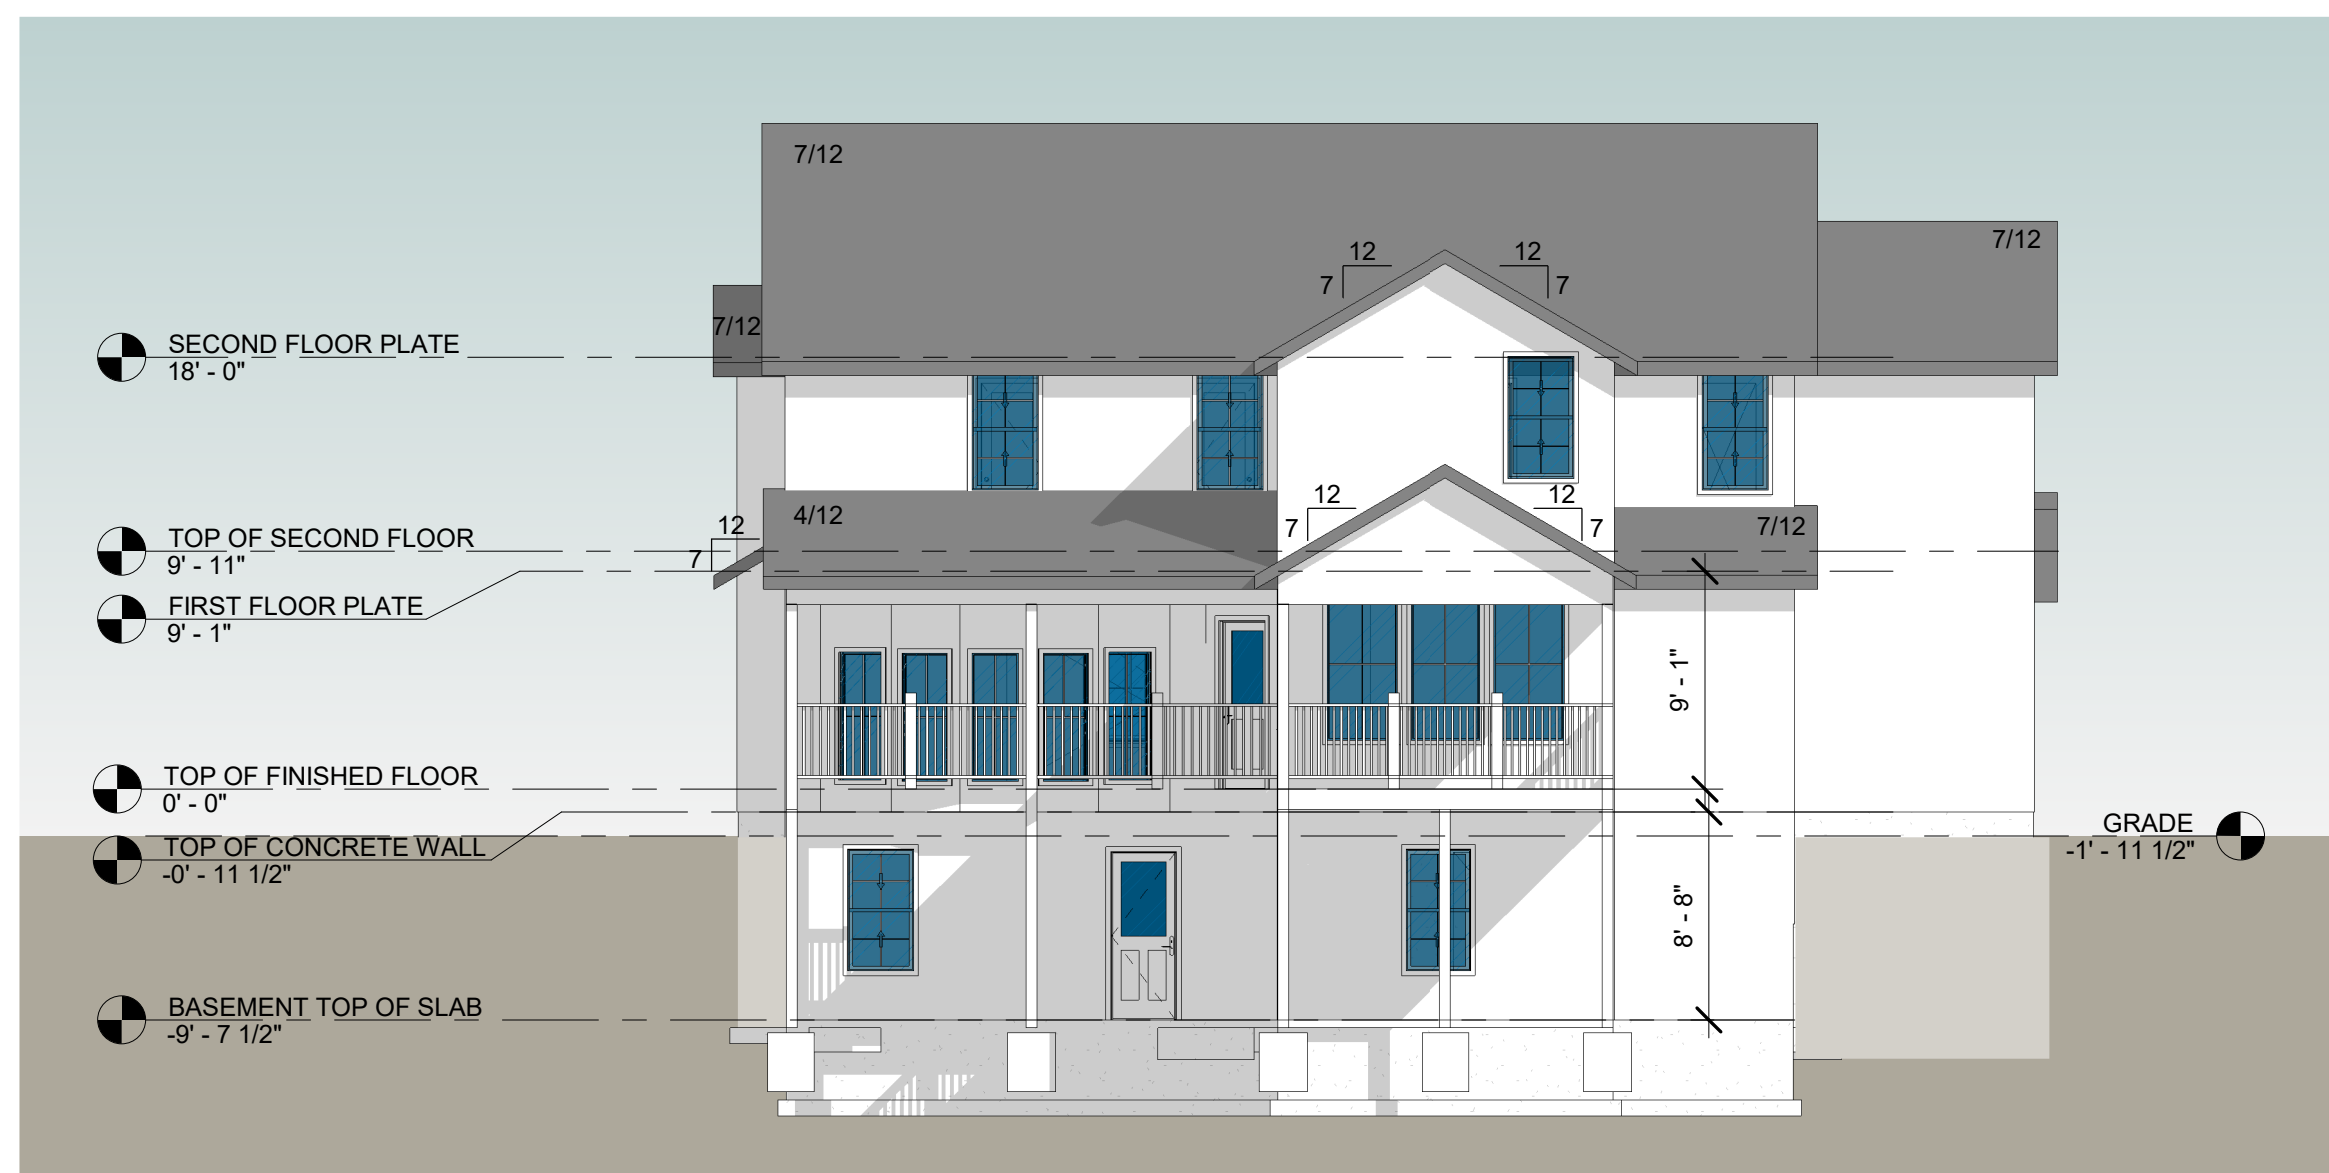 7/12
7/12
12
12
7
7
7/12
SECOND FLOOR PLATE
18' - 0"
12
12
7
7
4/12
7/12
12
7
TOP OF SECOND FLOOR
9' - 11"
FIRST FLOOR PLATE
9' - 1"
9' - 1"
TOP OF FINISHED FLOOR
0' - 0"
TOP OF CONCRETE WALL
-0' - 11 1/2"
GRADE
-1' - 11 1/2"
8' - 8"
BASEMENT TOP OF SLAB
-9' - 7 1/2"